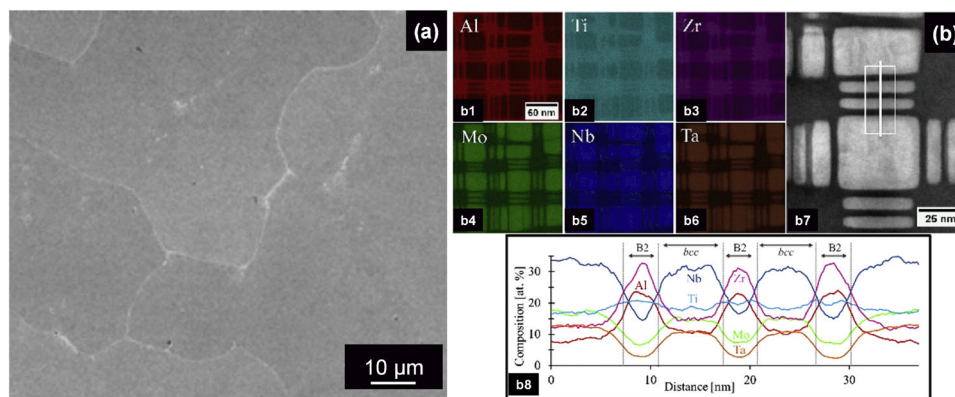 (a)
10 μm
Al
b1
60 nm
Ti
b2
Zr
b3
Mo
b4
Nb
b5
Ta
b6
(b)
b7
25 nm
B2
bcc
B2
bcc
B2
Composition [at. %]
30
20
10
0
Al
Nb
Ti
Zr
Mo
Ta
0
10
20
30
Distance [nm]
b8